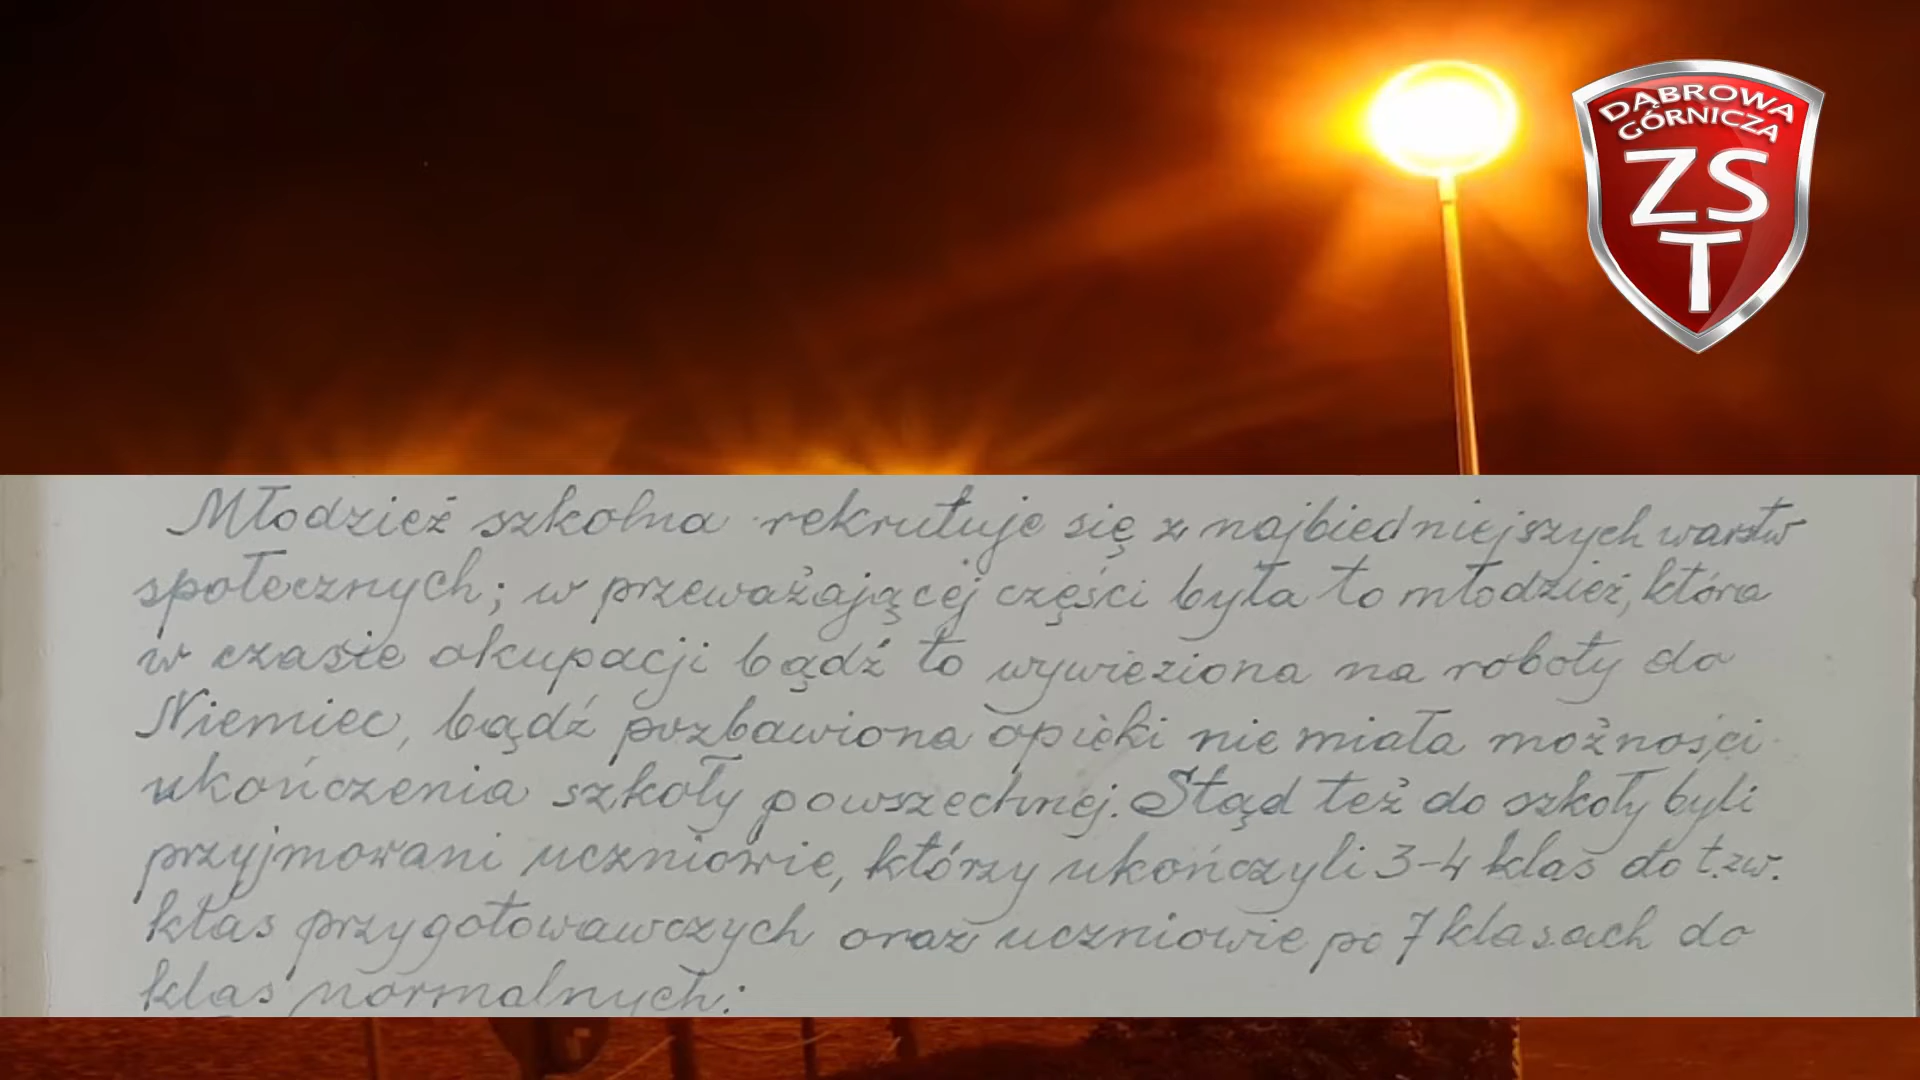 DĄBROWA
GÓRNICZA
ZS
T
Młodzież szkolna rekrutuje się z najbiedniejszych warstw
społecznych; w przeważającej części była to młodzież, która
w czasie okupacji bądź to wywieziona na roboty do
Niemiec, bądź pozbawiona opieki nie miała możności
ukończenia szkoły powszechnej. Stąd też do szkoły byli
przyjmowani uczniowie, którzy ukończyli 3-4 klas do t.zw.
klas przygotowawczych oraz uczniowie po 7 klasach do
klas normalnych: